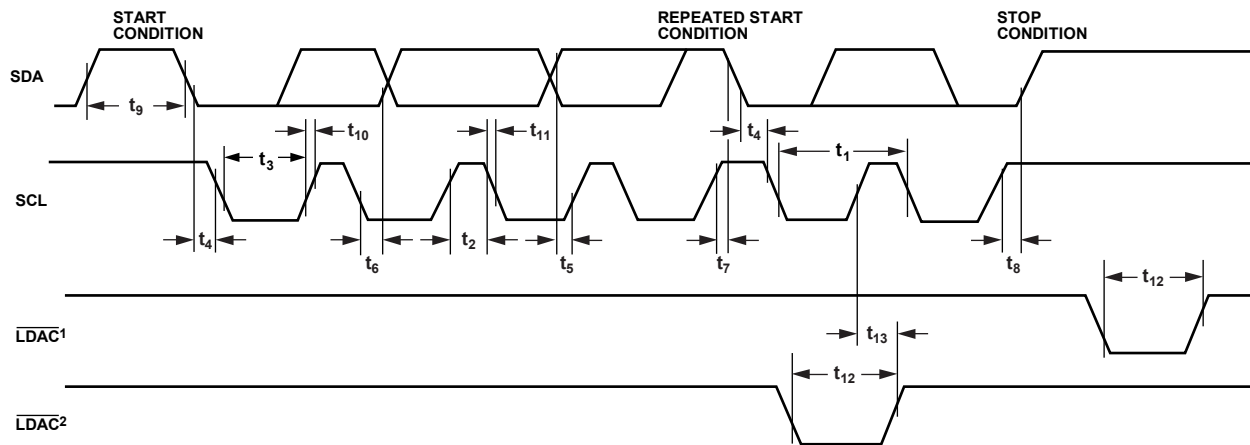 START
CONDITION
REPEATED START
CONDITION
STOP
CONDITION
SDA
t9
t10
t11
t4
t3
t1
SCL
t4
t6
t2
t5
t7
t8
t12
LDAC1
t13
t12
LDAC2